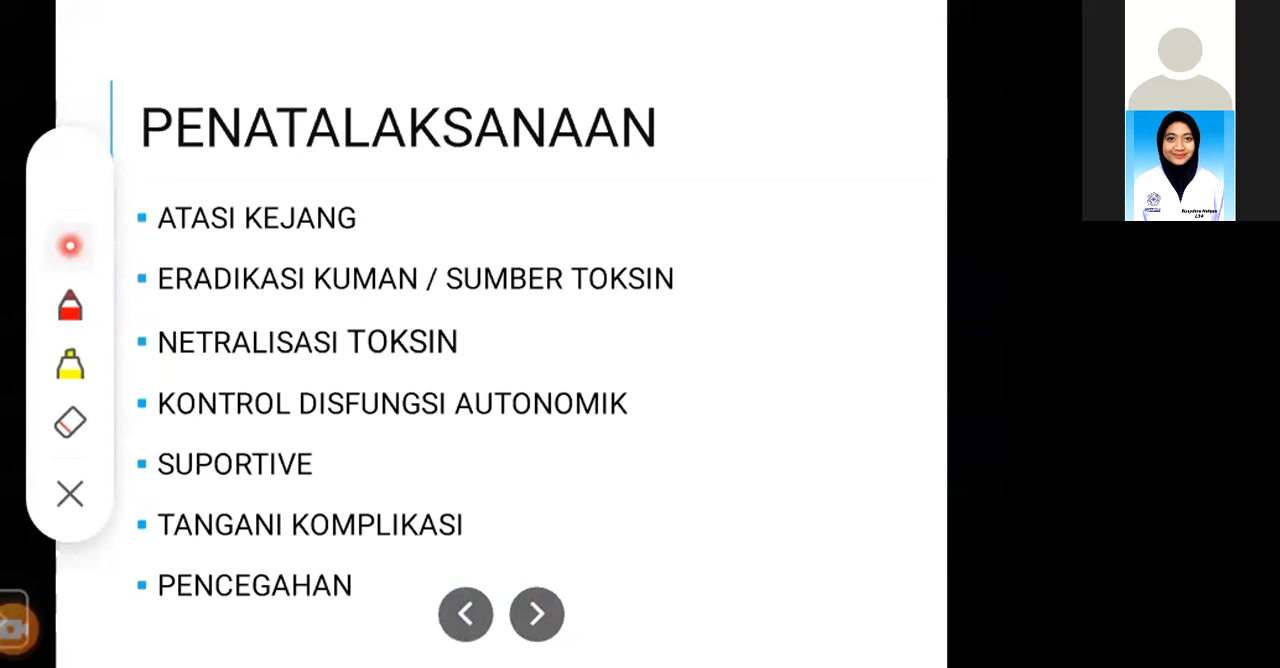 PENATALAKSANAAN
ATASI KEJANG
ERADIKASI KUMAN / SUMBER TOKSIN
NETRALISASI TOKSIN
KONTROL DISFUNGSI AUTONOMIK
SUPORTIVE
TANGANI KOMPLIKASI
PENCEGAHAN